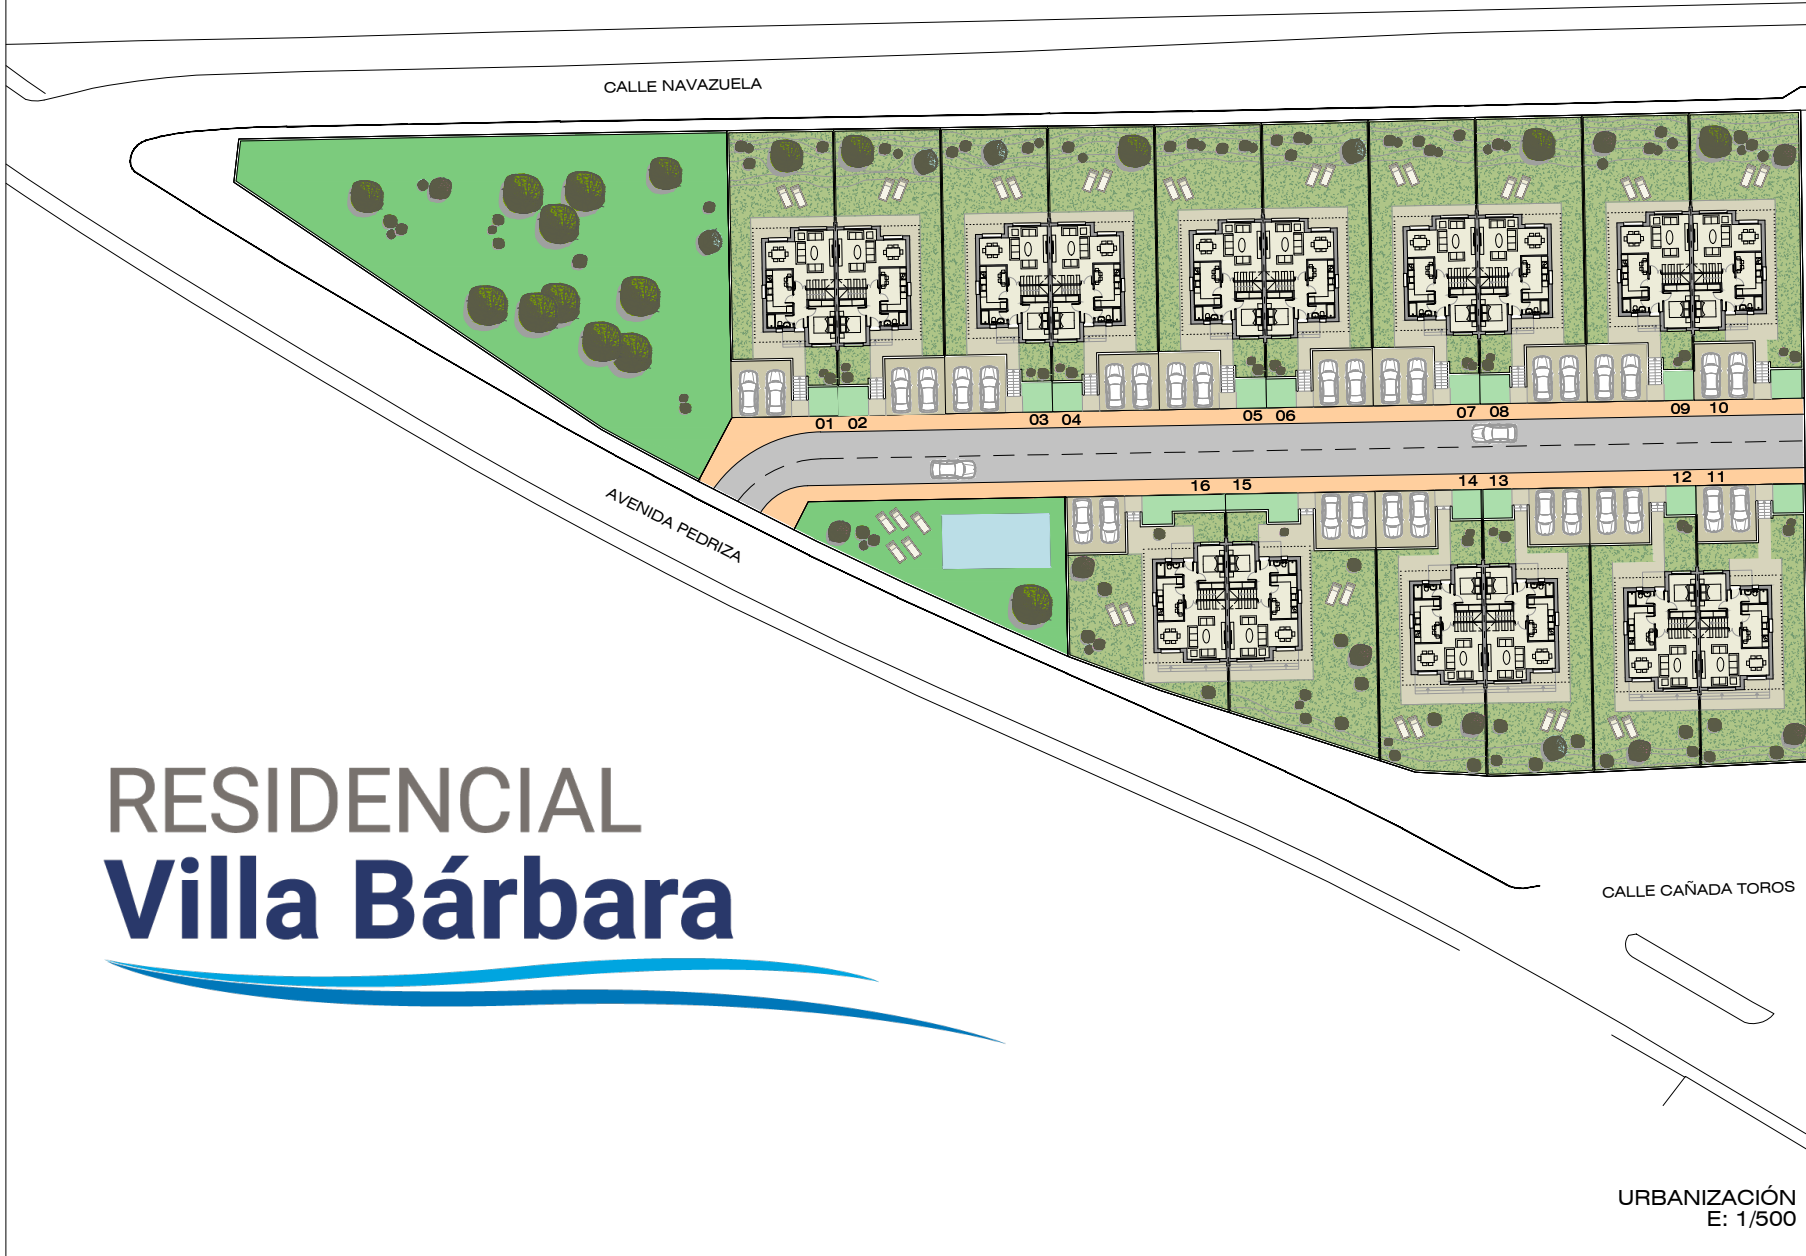 CALLE NAVAZUELA
01 02
03 04
05 06
07 08
09 10
16 15
14 13
12 11
AVENIDA PEDRIZA
RESIDENCIAL
Villa Bárbara
CALLE CAÑADA TOROS
URBANIZACIÓN
E: 1/500